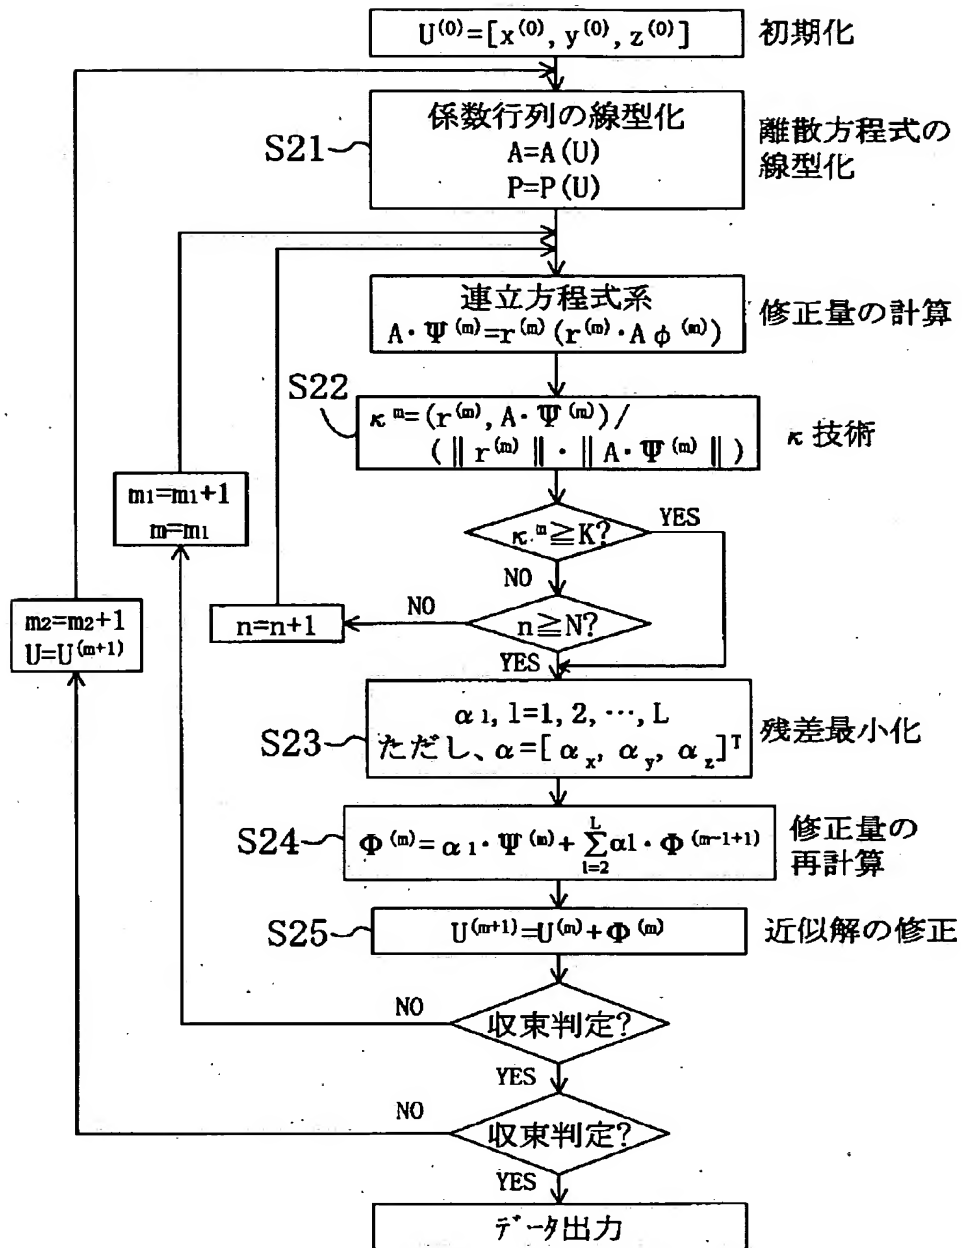 U⁽⁰⁾=[x⁽⁰⁾, y⁽⁰⁾, z⁽⁰⁾]
初期化
係数行列の線型化
A=A(U)
P=P(U)
S21
離散方程式の
線型化
連立方程式系
A・Ψ⁽ᵐ⁾=r⁽ᵐ⁾(r⁽ᵐ⁾・Aφ⁽ᵐ⁾)
修正量の計算
S22
κᵐ=(r⁽ᵐ⁾, A・Ψ⁽ᵐ⁾)/
(‖r⁽ᵐ⁾‖・‖A・Ψ⁽ᵐ⁾‖)
κ技術
m₁=m₁+1
m=m₁
κᵐ≧K?
YES
NO
m₂=m₂+1
U=U⁽ᵐ⁺¹⁾
n=n+1
NO
n≧N?
YES
S23
α₁, l=1, 2, …, L
ただし、α=[αₓ, α_y, α_z]ᵀ
残差最小化
S24
Φ⁽ᵐ⁾=α₁・Ψ⁽ᵐ⁾+∑_{l=2}^{L}αl・Φ⁽ᵐ⁻ˡ⁺¹⁾
修正量の
再計算
S25
U⁽ᵐ⁺¹⁾=U⁽ᵐ⁾+Φ⁽ᵐ⁾
近似解の修正
NO
収束判定?
YES
NO
収束判定?
YES
データ出力